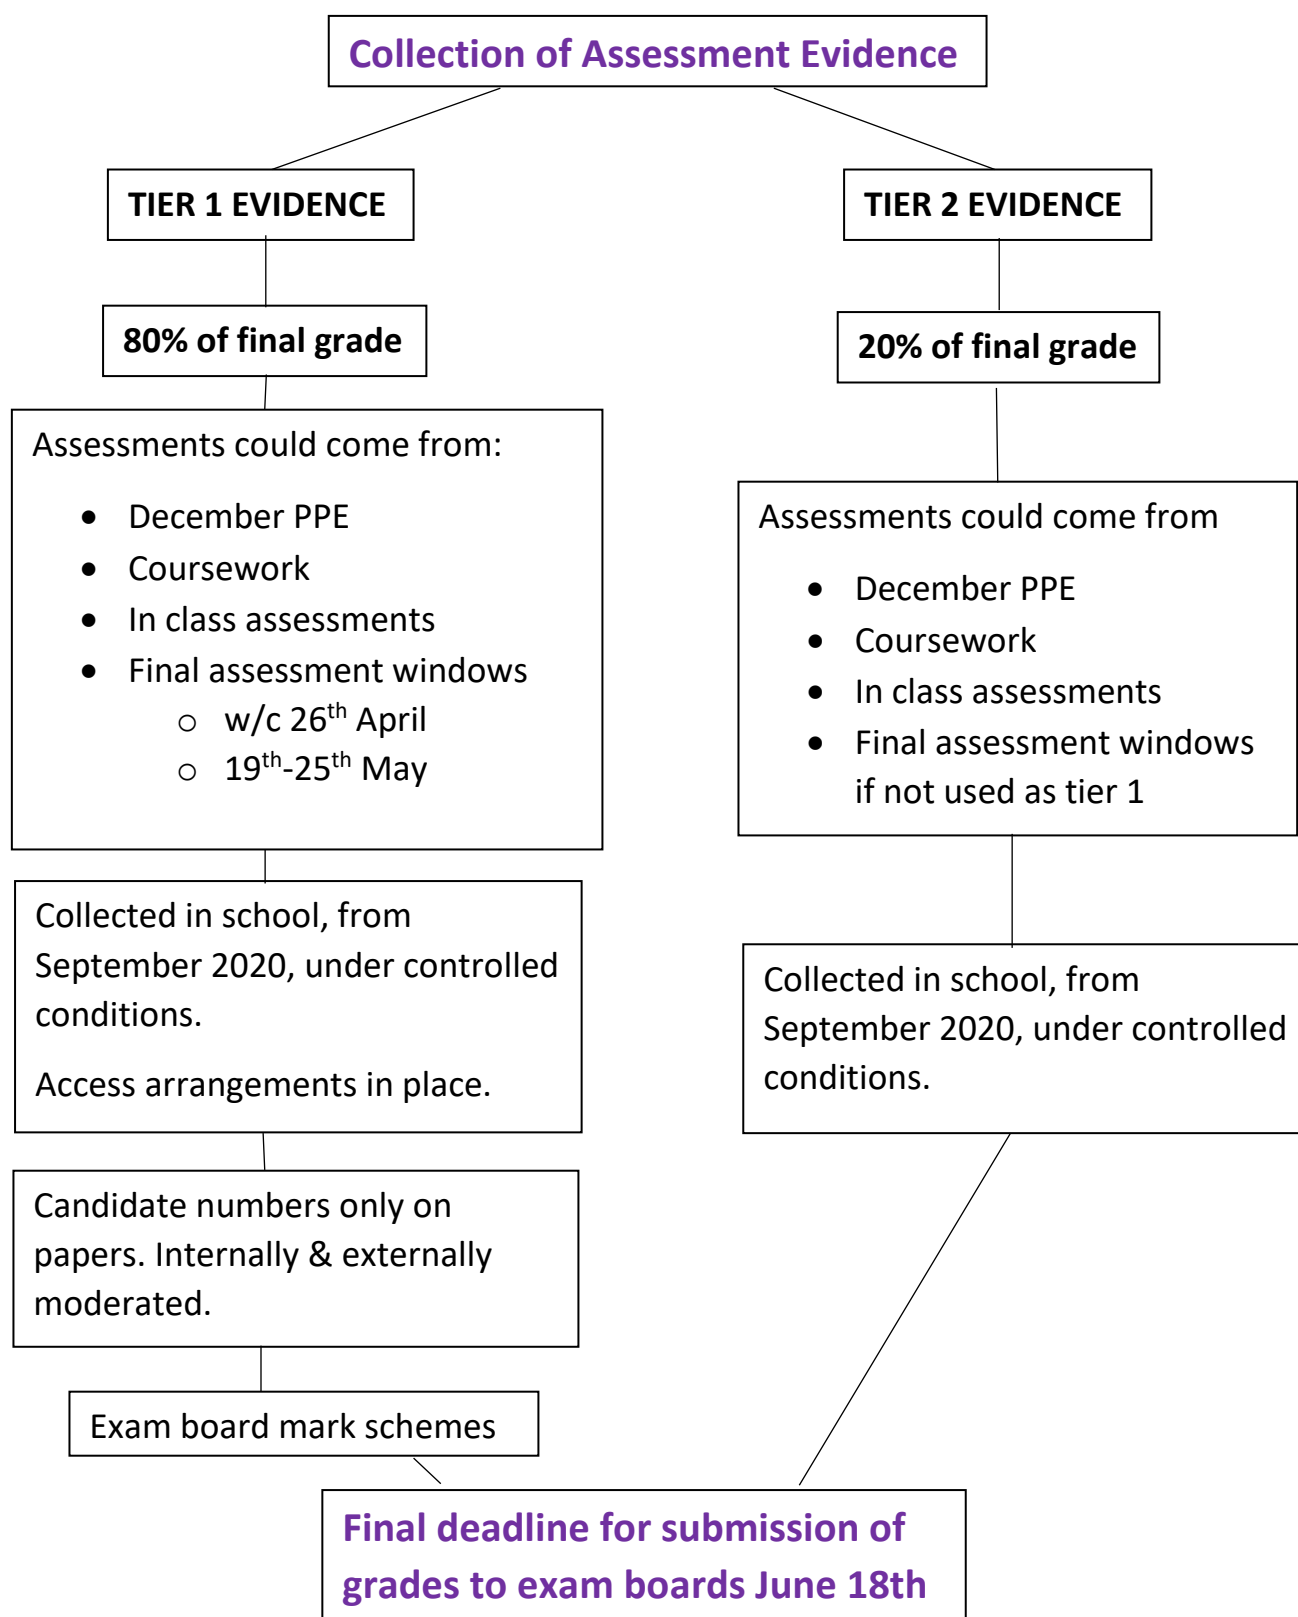 Collection of Assessment Evidence
TIER 1 EVIDENCE
80% of final grade
Assessments could come from:
• December PPE
• Coursework
• In class assessments
• Final assessment windows
o w/c 26th April
o 19th-25th May
Collected in school, from
September 2020, under controlled
conditions.
Access arrangements in place.
Candidate numbers only on
papers. Internally & externally
moderated.
Exam board mark schemes
TIER 2 EVIDENCE
20% of final grade
Assessments could come from
• December PPE
• Coursework
• In class assessments
• Final assessment windows
if not used as tier 1
Collected in school, from
September 2020, under controlled
conditions.
Final deadline for submission of
grades to exam boards June 18th